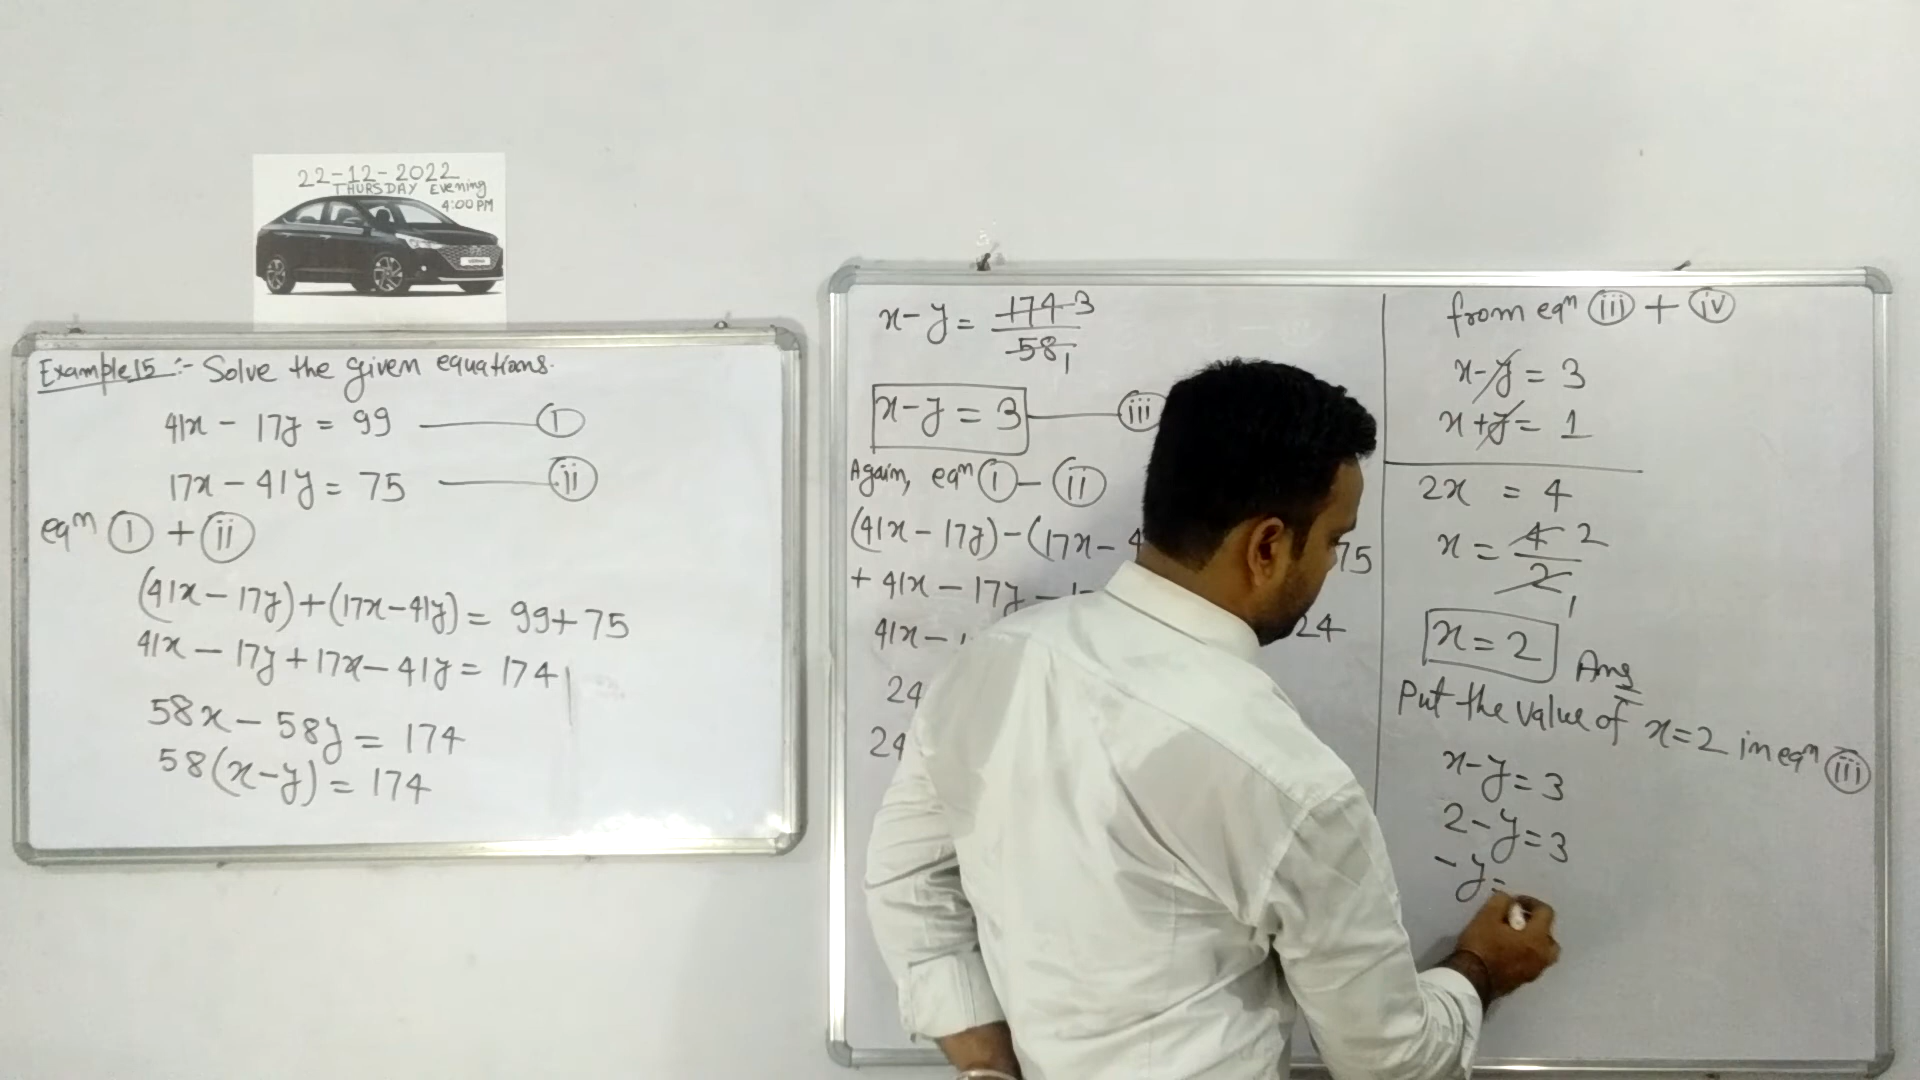 22-12-2022
THURSDAY Evening
4:00 PM
Example 15 :- Solve the given equations.
41x - 17y = 99 ——— (i)
17x - 41y = 75 ——— (ii)
eqn (i) + (ii)
(41x - 17y) + (17x - 41y) = 99 + 75
41x - 17y + 17x - 41y = 174
58x - 58y = 174
58(x - y) = 174
x - y = 174 3 / 58 1
x - y = 3 ——— (iii)
Again, eqn (i) - (ii)
(41x - 17y) - (17x - 4 75
+ 41x - 17y - 1
41x - 24
24
24
from eqn (iii) + (iv)
x - y = 3
x + y = 1
2x = 4
x = 4 2 / 2 1
x = 2 Ans
Put the value of x = 2 in eqn (iii)
x - y = 3
2 - y = 3
- y =